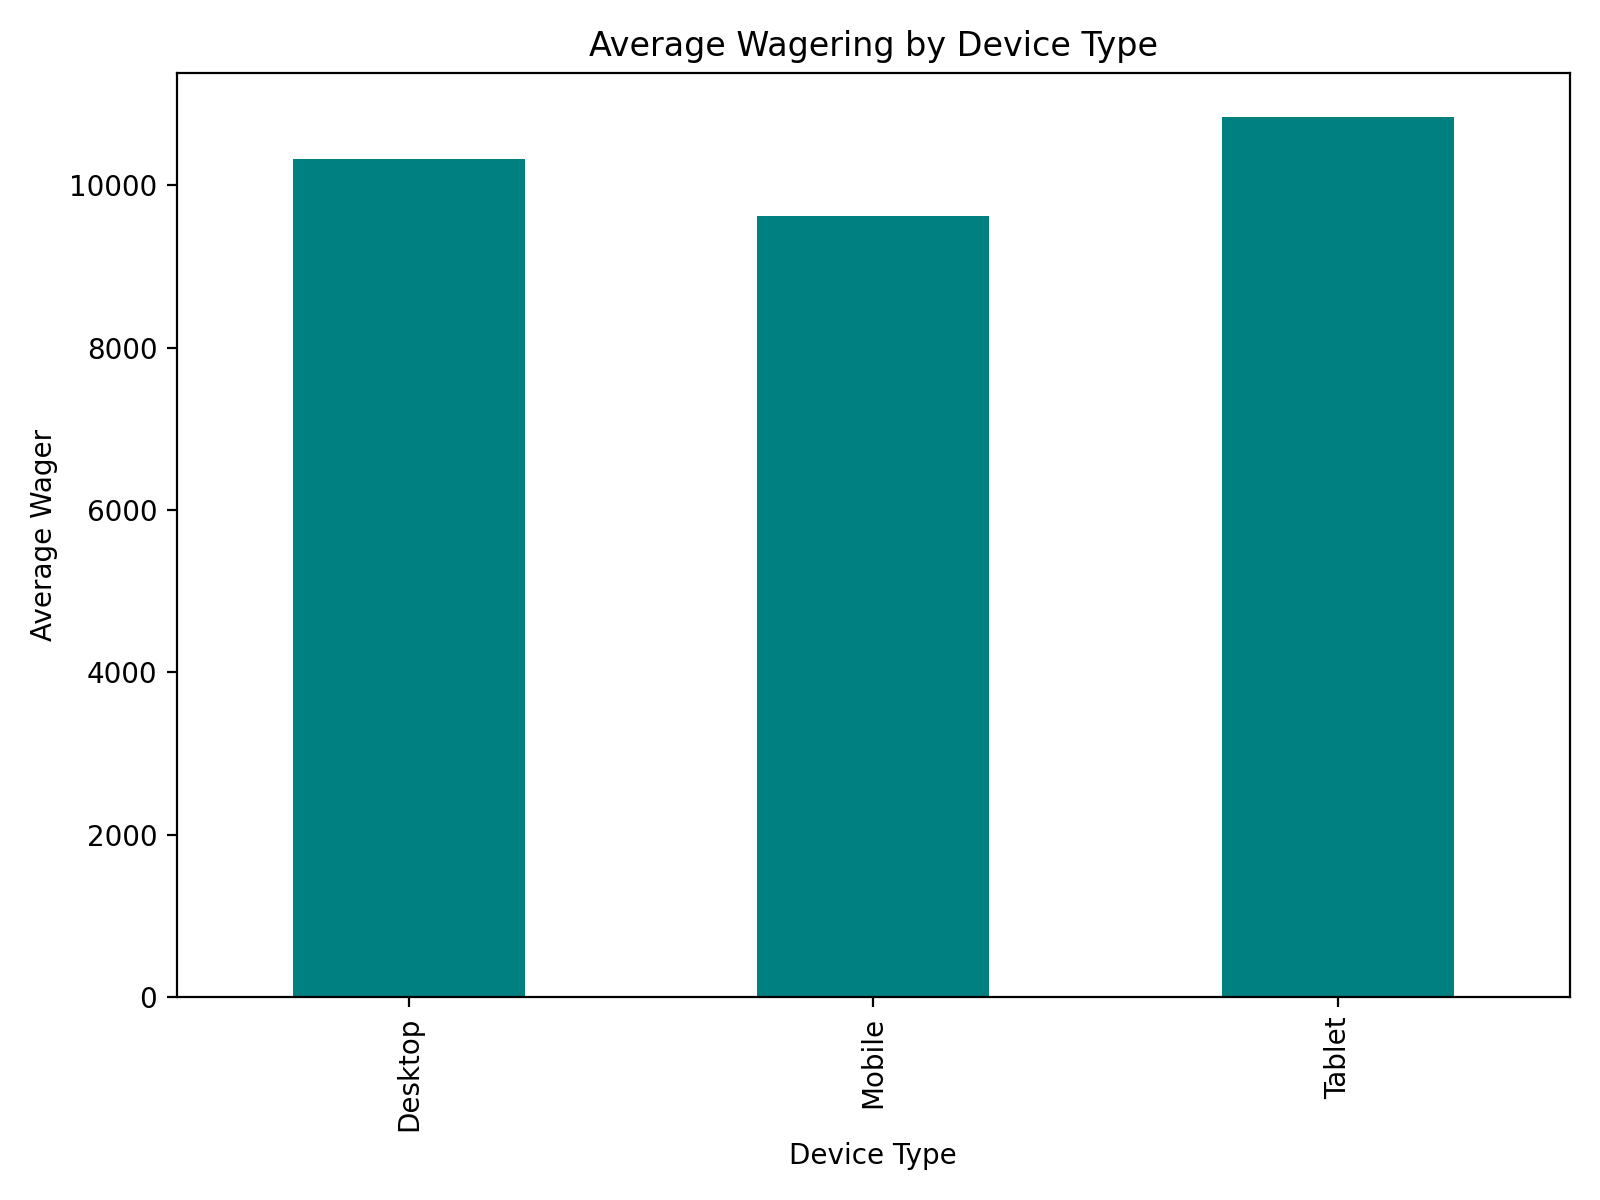 Average Wagering by Device Type
Average Wager
10000
8000
6000
4000
2000
0
Desktop
Mobile
Tablet
Device Type